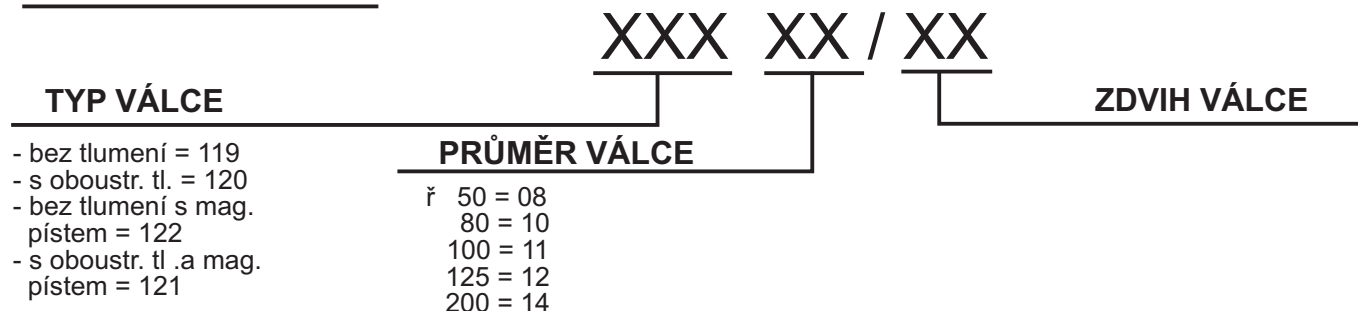 XXX XX / XX
TYP VÁLCE
ZDVIH VÁLCE
- bez tlumení = 119
- s oboustr. tl. = 120
- bez tlumení s mag.
pístem = 122
- s oboustr. tl .a mag.
pístem = 121
PRŮMĚR VÁLCE
ř 50 = 08
80 = 10
100 = 11
125 = 12
200 = 14